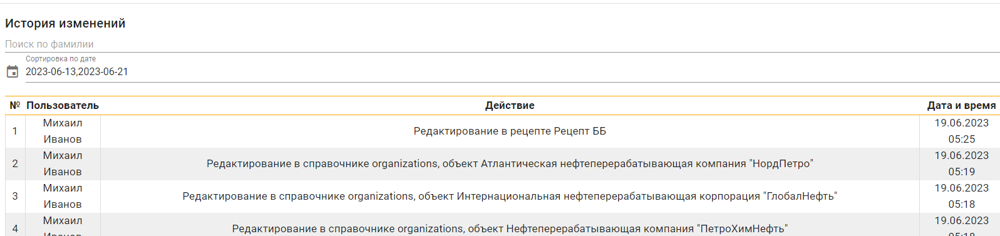 История изменений
Поиск по фамилии
Сортировка по дате
2023-06-13,2023-06-21
№ Пользователь Действие Дата и время
1 Михаил Иванов Редактирование в рецепте Рецепт ББ 19.06.2023 05:25
2 Михаил Иванов Редактирование в справочнике organizations, объект Атлантическая нефтеперерабатывающая компания "НордПетро" 19.06.2023 05:19
3 Михаил Иванов Редактирование в справочнике organizations, объект Интернациональная нефтеперерабатывающая корпорация "ГлобалНефть" 19.06.2023 05:18
4 Михаил Иванов Редактирование в справочнике organizations, объект Нефтеперерабатывающая компания "ПетроХимНефть" 19.06.2023 05:18